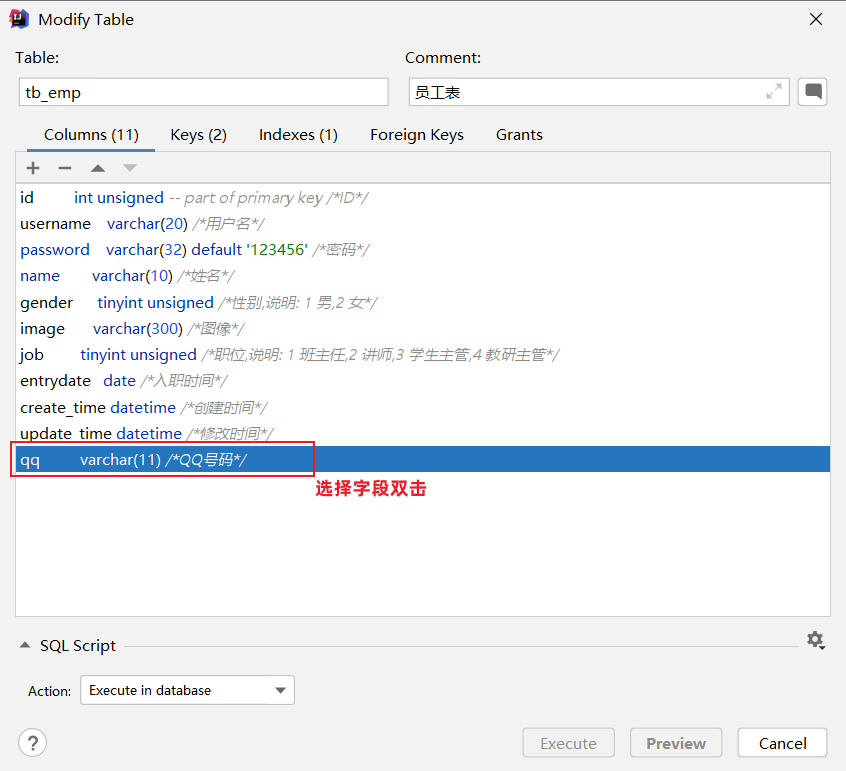 Modify Table
Table: Comment:
tb_emp 员工表
Columns (11) Keys (2) Indexes (1) Foreign Keys Grants
id int unsigned -- part of primary key /*ID*/
username varchar(20) /*用户名*/
password varchar(32) default '123456' /*密码*/
name varchar(10) /*姓名*/
gender tinyint unsigned /*性别,说明: 1 男,2 女*/
image varchar(300) /*图像*/
job tinyint unsigned /*职位,说明: 1 班主任,2 讲师,3 学生主管,4 教研主管*/
entrydate date /*入职时间*/
create_time datetime /*创建时间*/
update_time datetime /*修改时间*/
qq varchar(11) /*QQ号码*/
选择字段双击
SQL Script
Action: Execute in database
? Execute Preview Cancel